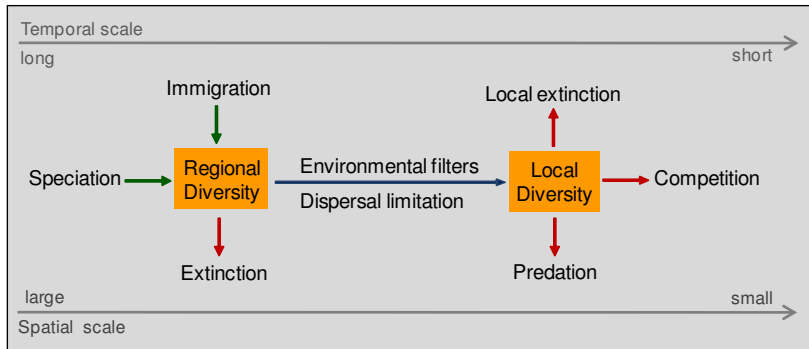 Temporal scale
long
short
Immigration
Local extinction
Speciation
Regional
Diversity
Environmental filters
Dispersal limitation
Local
Diversity
Competition
Extinction
Predation
large
small
Spatial scale